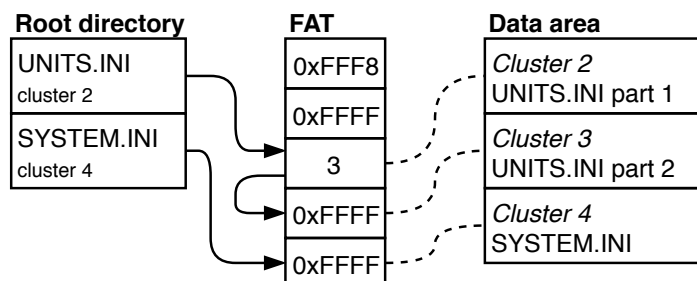 Root directory
UNITS.INI
cluster 2
SYSTEM.INI
cluster 4
FAT
0xFFF8
0xFFFF
3
0xFFFF
0xFFFF
Data area
Cluster 2
UNITS.INI part 1
Cluster 3
UNITS.INI part 2
Cluster 4
SYSTEM.INI